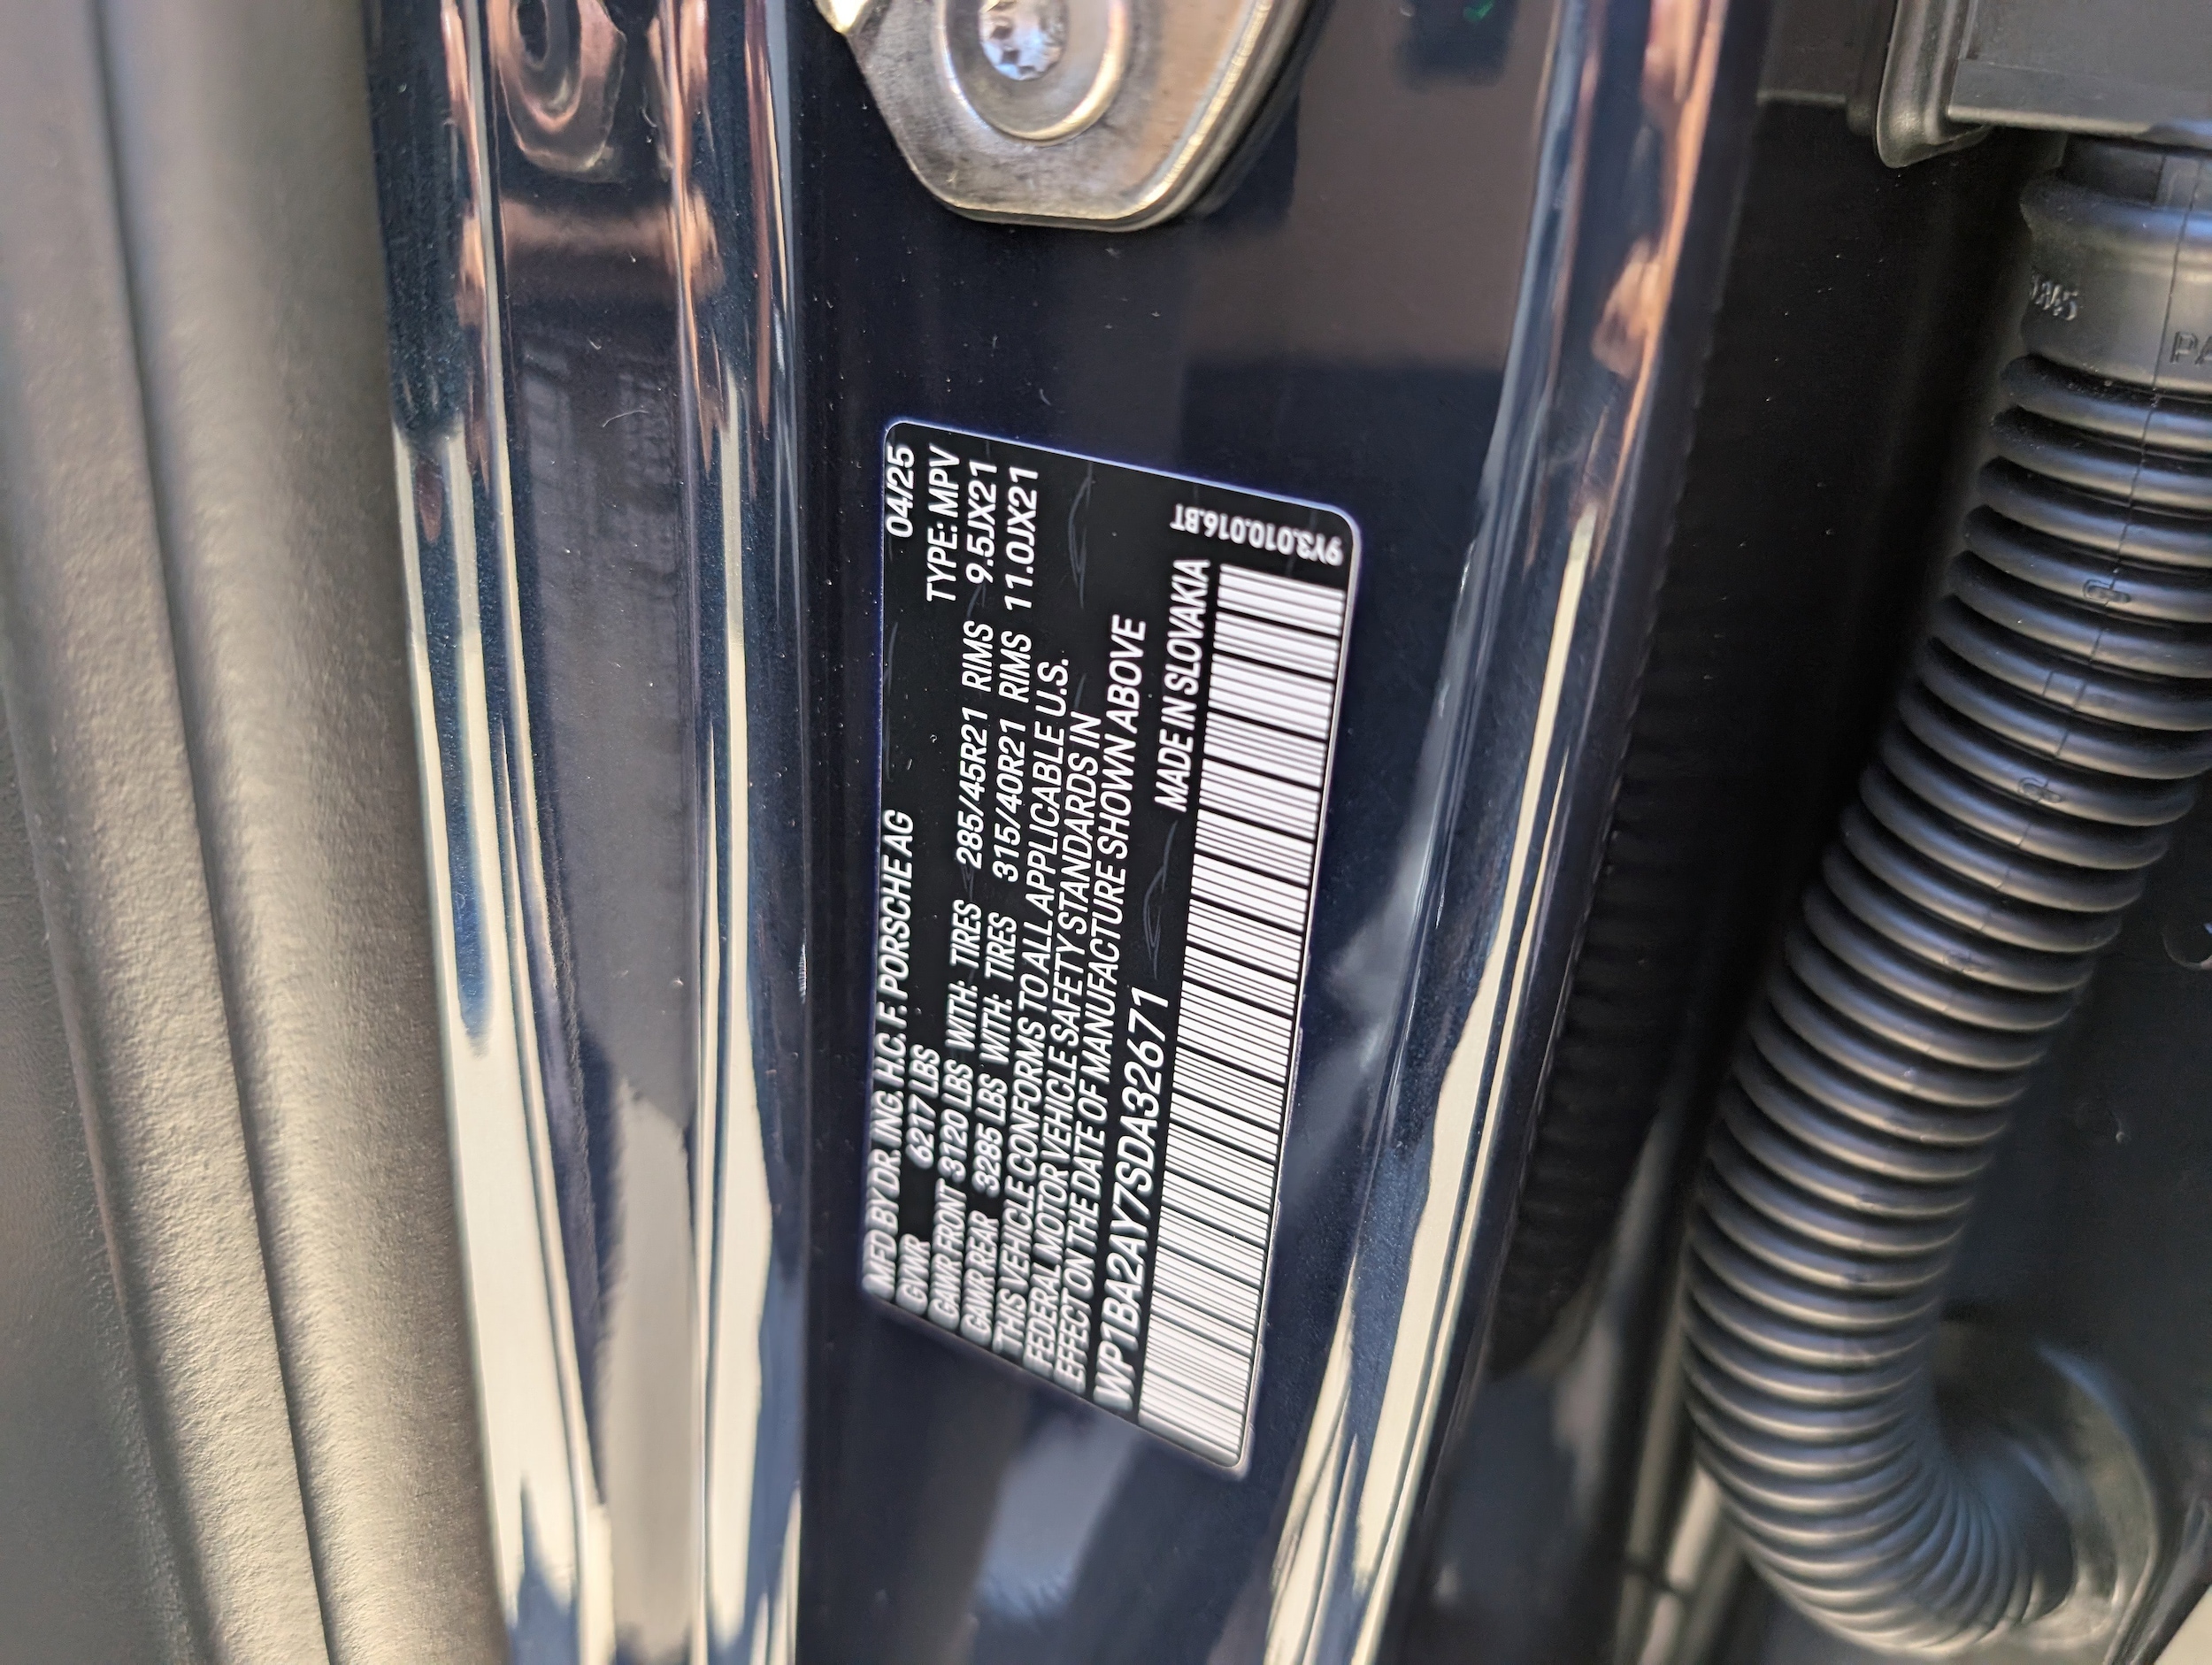 MFD BY DR. ING. H.C. F. PORSCHE AG 04/25
GVWR 6217 LBS TYPE: MPV
GAWR FRONT 3120 LBS WITH: TIRES 285/45R21 RIMS 9.5JX21
GAWR REAR 3285 LBS WITH: TIRES 315/40R21 RIMS 11.0JX21
THIS VEHICLE CONFORMS TO ALL APPLICABLE U.S.
FEDERAL MOTOR VEHICLE SAFETY STANDARDS IN
EFFECT ON THE DATE OF MANUFACTURE SHOWN ABOVE
WP1BA2AY7SDA32671 MADE IN SLOVAKIA
9Y3.010.016.BT